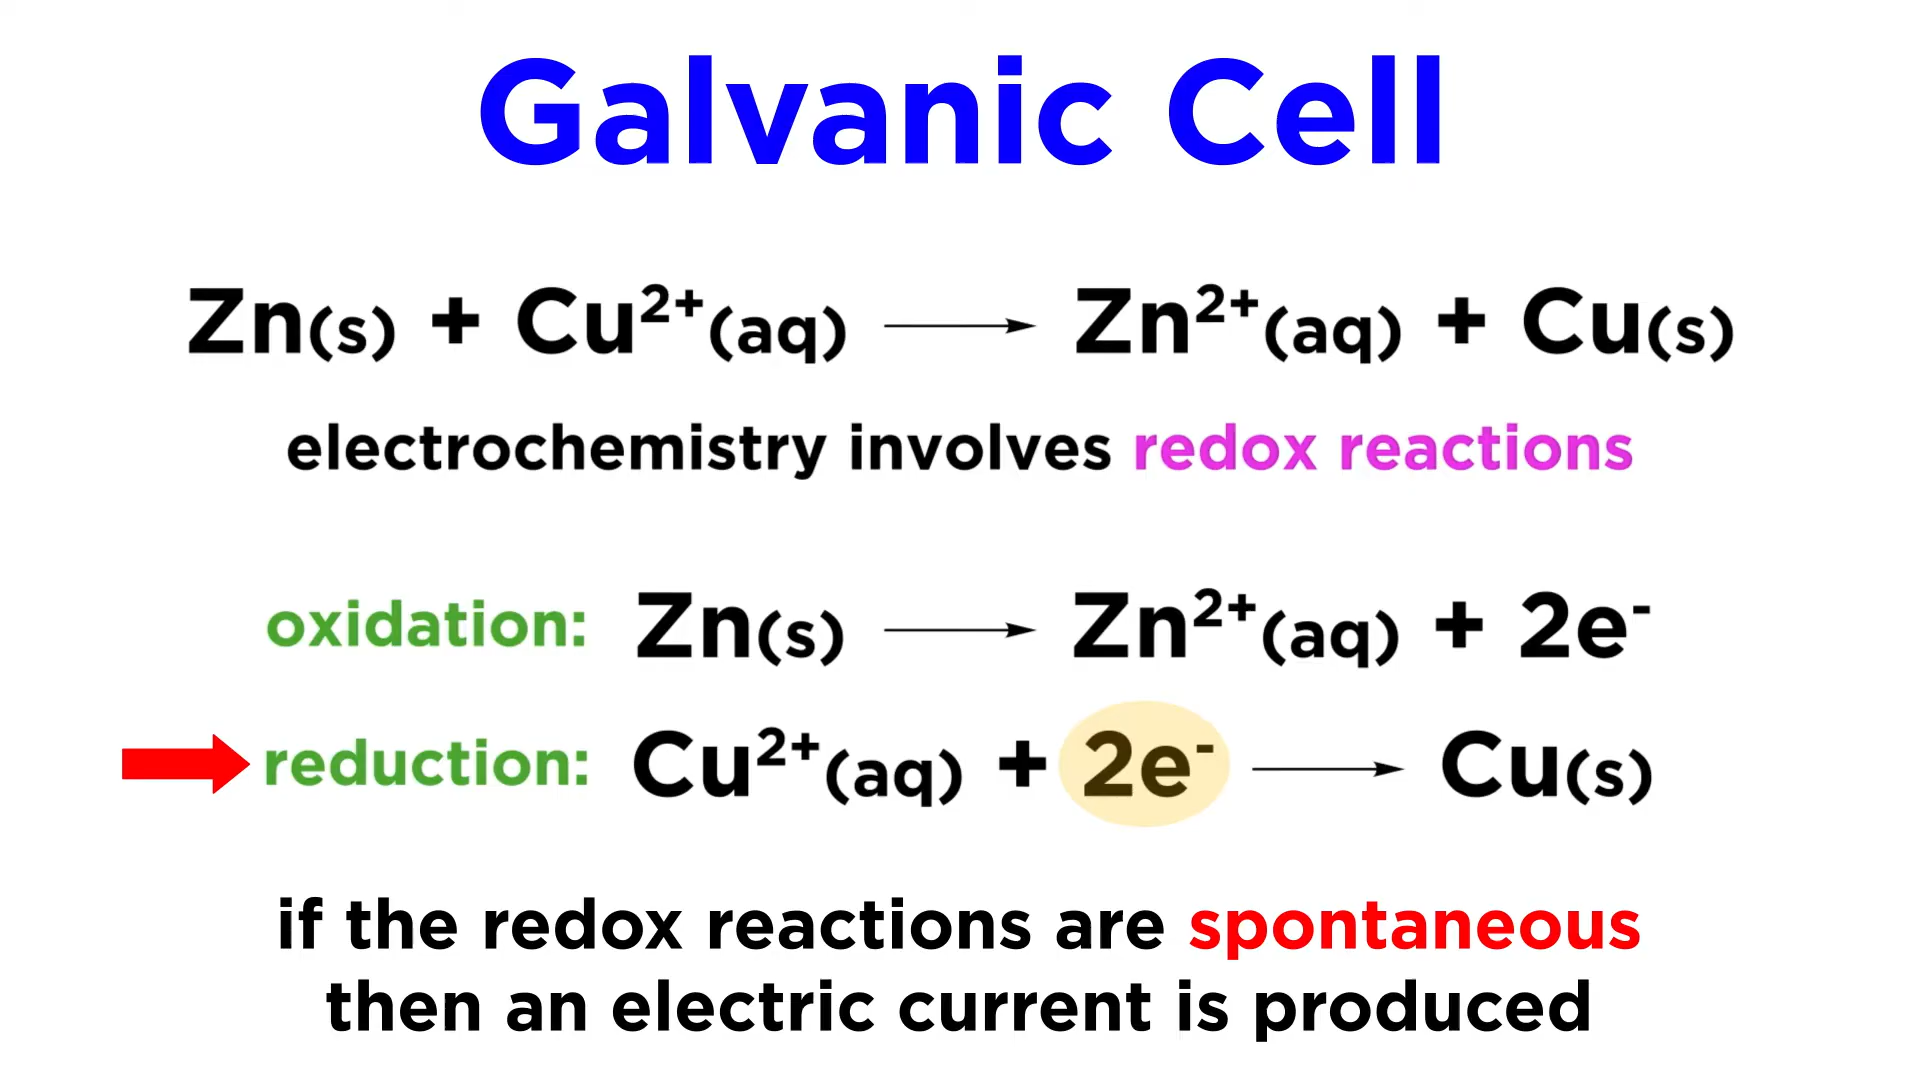 Galvanic Cell
Zn(s) + Cu²⁺(aq) ⟶ Zn²⁺(aq) + Cu(s)
electrochemistry involves redox reactions
oxidation: Zn(s) ⟶ Zn²⁺(aq) + 2e⁻
reduction: Cu²⁺(aq) + 2e⁻ ⟶ Cu(s)
if the redox reactions are spontaneous
then an electric current is produced